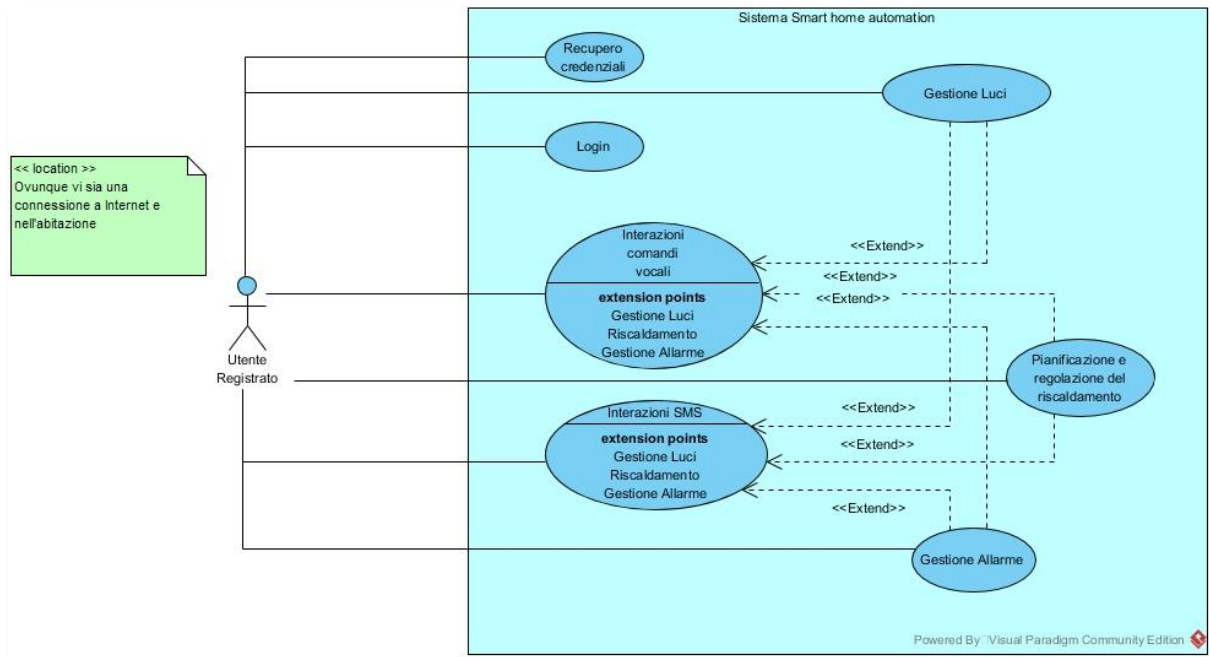 Sistema Smart home automation
Recupero
credenziali
Gestione Luci
Login
<< location >>
Ovunque vi sia una
connessione a Internet e
nell'abitazione
Interazioni
comandi
vocali
extension points
Gestione Luci
Riscaldamento
Gestione Allarme
<<Extend>>
<<Extend>>
<<Extend>>
Utente
Registrato
Pianificazione e
regolazione del
riscaldamento
Interazioni SMS
extension points
Gestione Luci
Riscaldamento
Gestione Allarme
<<Extend>>
<<Extend>>
<<Extend>>
Gestione Allarme
Powered By Visual Paradigm Community Edition